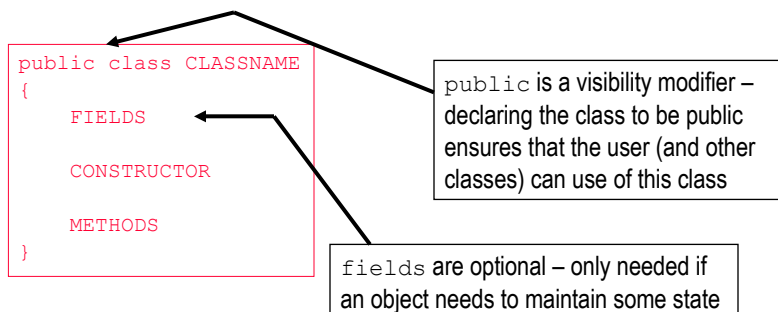 public class CLASSNAME
{
FIELDS
CONSTRUCTOR
METHODS
}
public is a visibility modifier –
declaring the class to be public
ensures that the user (and other
classes) can use of this class
fields are optional – only needed if
an object needs to maintain some state